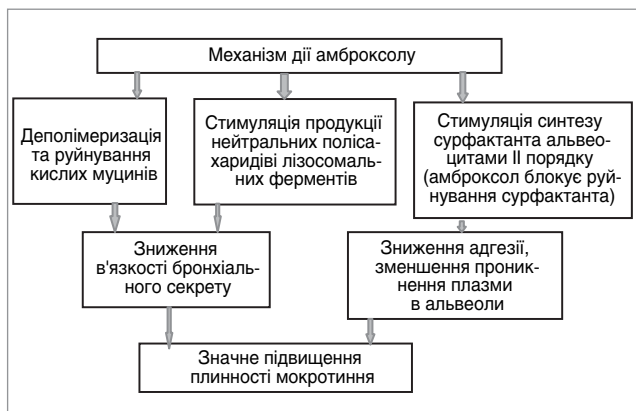 Механізм дії амброксолу
Деполімеризація
та руйнування
кислих муцинів
Стимуляція продукції
нейтральних поліса-
харидіві лізосомаль-
них ферментів
Стимуляція синтезу
сурфактанта альвео-
цитами II порядку
(амброксол блокує руй-
нування сурфактанта)
Зниження
в'язкості бронхіаль-
ного секрету
Зниження адгезії,
зменшення проник-
нення плазми
в альвеоли
Значне підвищення
плинності мокротиння